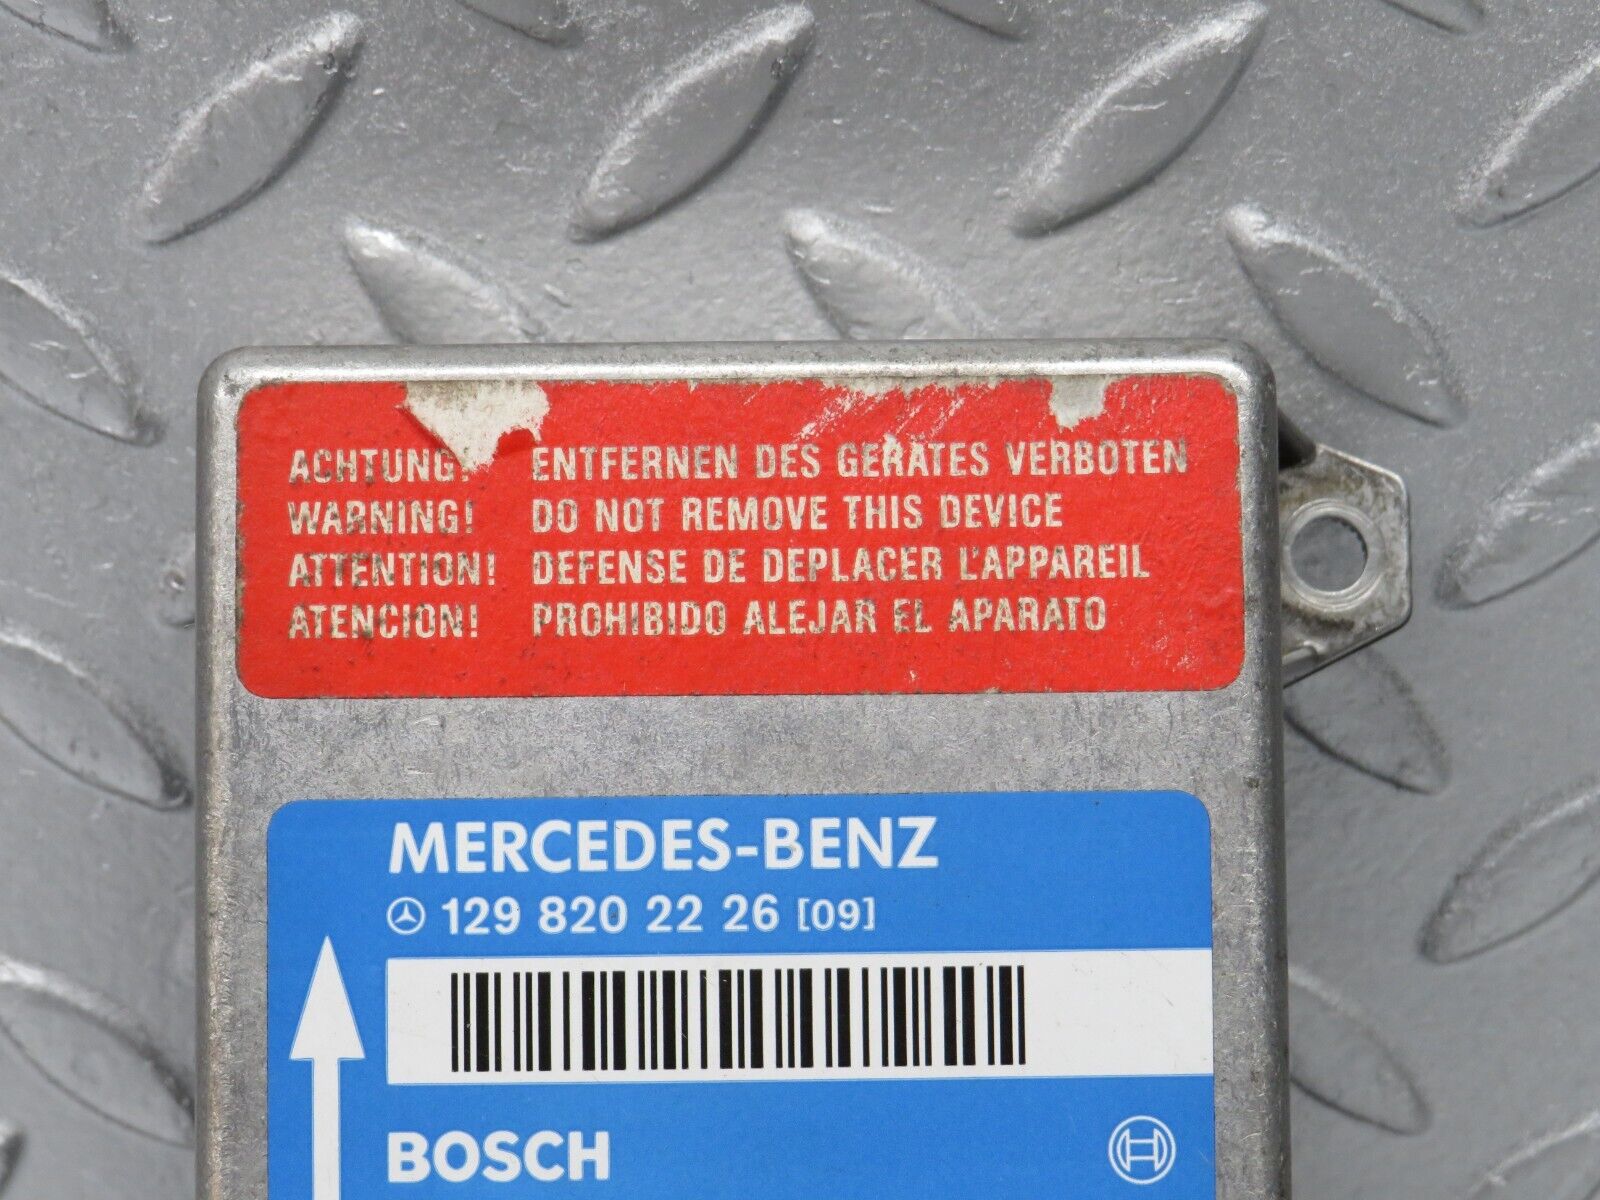 ACHTUNG! ENTFERNEN DES GERÄTES VERBOTEN
WARNING! DO NOT REMOVE THIS DEVICE
ATTENTION! DEFENSE DE DEPLACER L'APPAREIL
ATENCION! PROHIBIDO ALEJAR EL APARATO
MERCEDES-BENZ
129 820 22 26 [09]
BOSCH